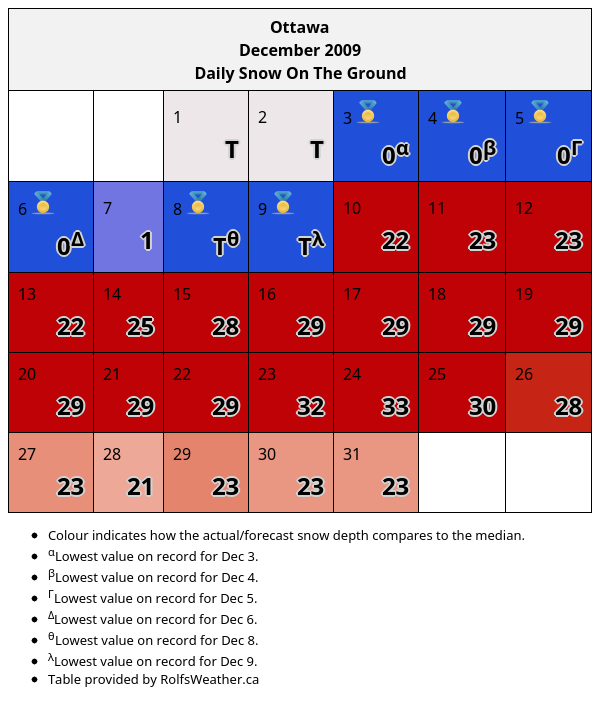 Ottawa
December 2009
Daily Snow On The Ground
1 2 3 4 5
T T 0α 0β 0Γ
6 7 8 9 10 11 12
0Δ 1 Tθ Tλ 22 23 23
13 14 15 16 17 18 19
22 25 28 29 29 29 29
20 21 22 23 24 25 26
29 29 29 32 33 30 28
27 28 29 30 31
23 21 23 23 23
• Colour indicates how the actual/forecast snow depth compares to the median.
• αLowest value on record for Dec 3.
• βLowest value on record for Dec 4.
• ΓLowest value on record for Dec 5.
• ΔLowest value on record for Dec 6.
• θLowest value on record for Dec 8.
• λLowest value on record for Dec 9.
• Table provided by RolfsWeather.ca